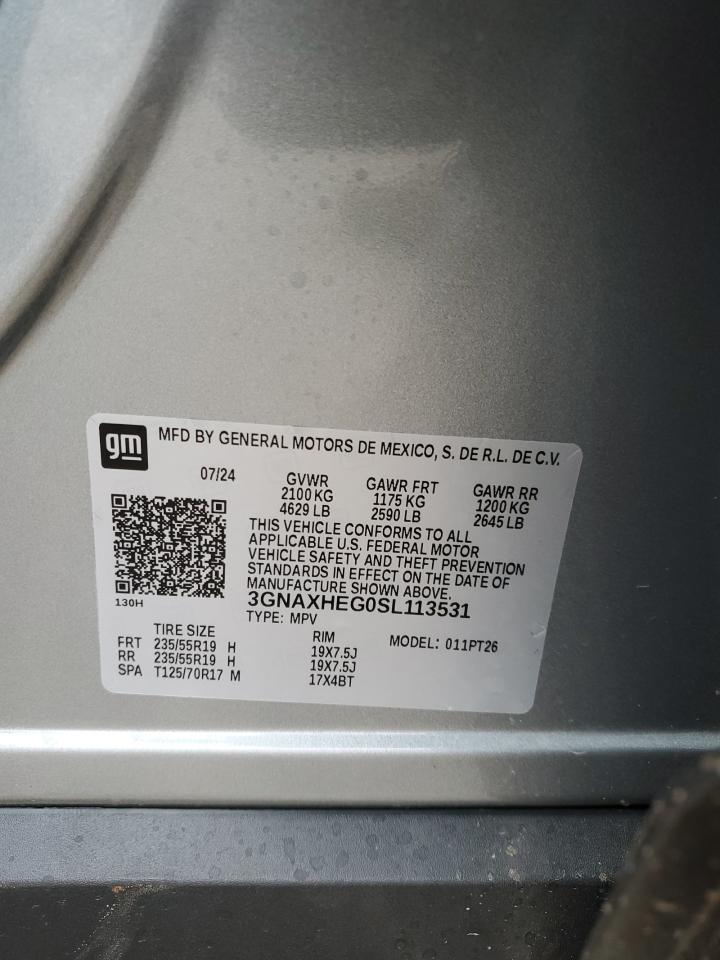 gm
MFD BY GENERAL MOTORS DE MEXICO, S. DE R.L. DE C.V.
07/24
GVWR GAWR FRT GAWR RR
2100 KG 1175 KG 1200 KG
4629 LB 2590 LB 2645 LB
THIS VEHICLE CONFORMS TO ALL
APPLICABLE U.S. FEDERAL MOTOR
VEHICLE SAFETY AND THEFT PREVENTION
STANDARDS IN EFFECT ON THE DATE OF
MANUFACTURE SHOWN ABOVE.
130H
3GNAXHEG0SL113531
TYPE: MPV
TIRE SIZE RIM MODEL: 011PT26
FRT 235/55R19 H 19X7.5J
RR 235/55R19 H 19X7.5J
SPA T125/70R17 M 17X4BT